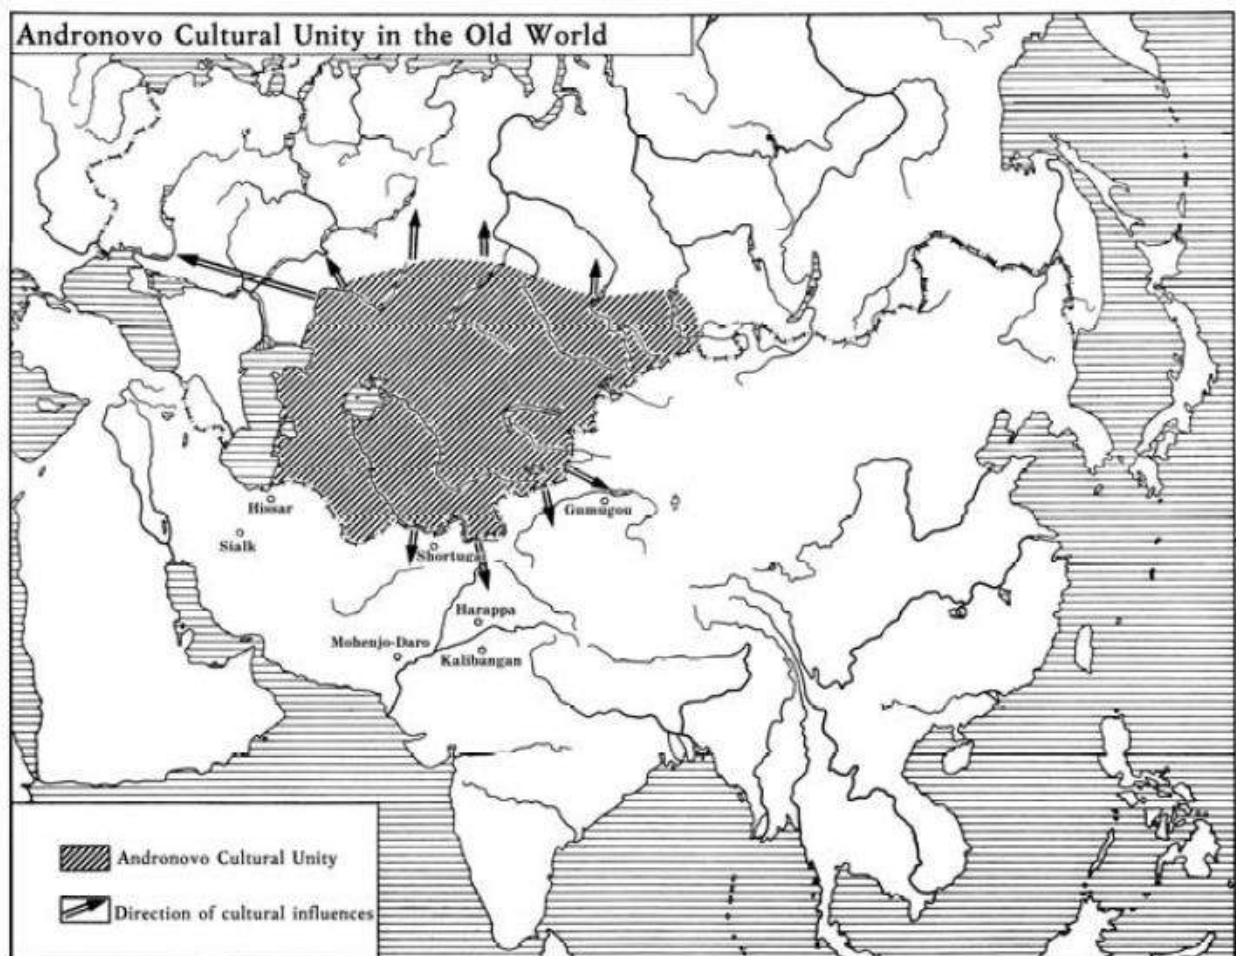 Andronovo Cultural Unity in the Old World
Hissar
Gumugou
Sialk
Shortugai
Harappa
Mohenjo-Daro
Kalibangan
Andronovo Cultural Unity
Direction of cultural influences